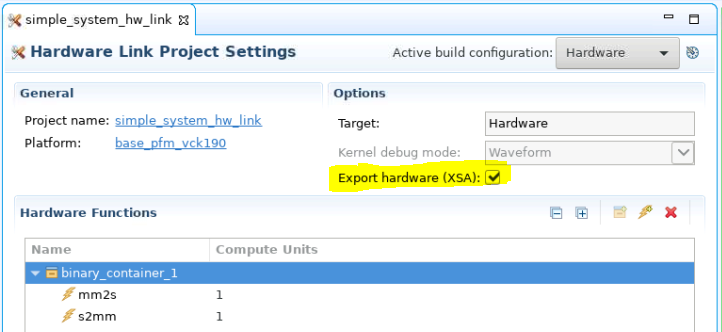 simple_system_hw_link
Hardware Link Project Settings
Active build configuration: Hardware
General
Project name: simple_system_hw_link
Platform: base_pfm_vck190
Options
Target: Hardware
Kernel debug mode: Waveform
Export hardware (XSA):
Hardware Functions
Name Compute Units
binary_container_1
mm2s 1
s2mm 1